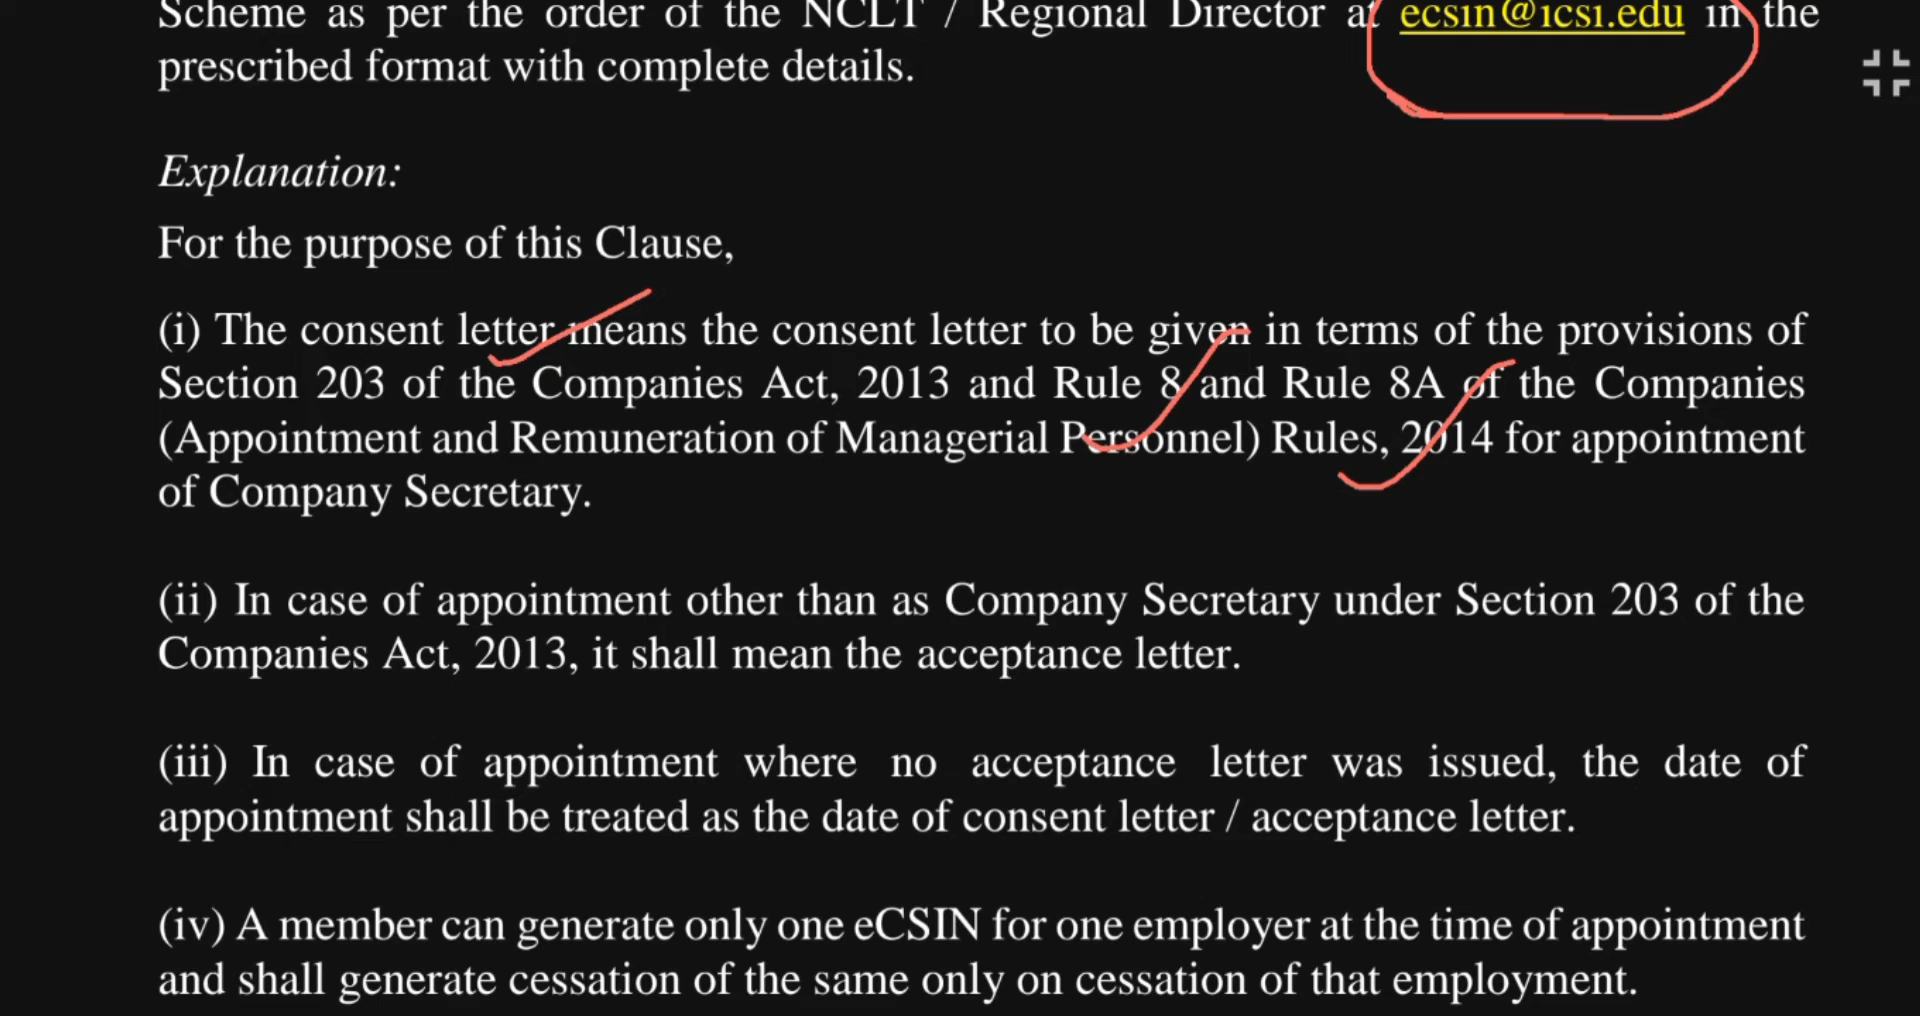 Scheme as per the order of the NCLT / Regional Director at ecsin@icsi.edu in the
prescribed format with complete details.
Explanation:
For the purpose of this Clause,
(i) The consent letter means the consent letter to be given in terms of the provisions of
Section 203 of the Companies Act, 2013 and Rule 8 and Rule 8A of the Companies
(Appointment and Remuneration of Managerial Personnel) Rules, 2014 for appointment
of Company Secretary.
(ii) In case of appointment other than as Company Secretary under Section 203 of the
Companies Act, 2013, it shall mean the acceptance letter.
(iii) In case of appointment where no acceptance letter was issued, the date of
appointment shall be treated as the date of consent letter / acceptance letter.
(iv) A member can generate only one eCSIN for one employer at the time of appointment
and shall generate cessation of the same only on cessation of that employment.